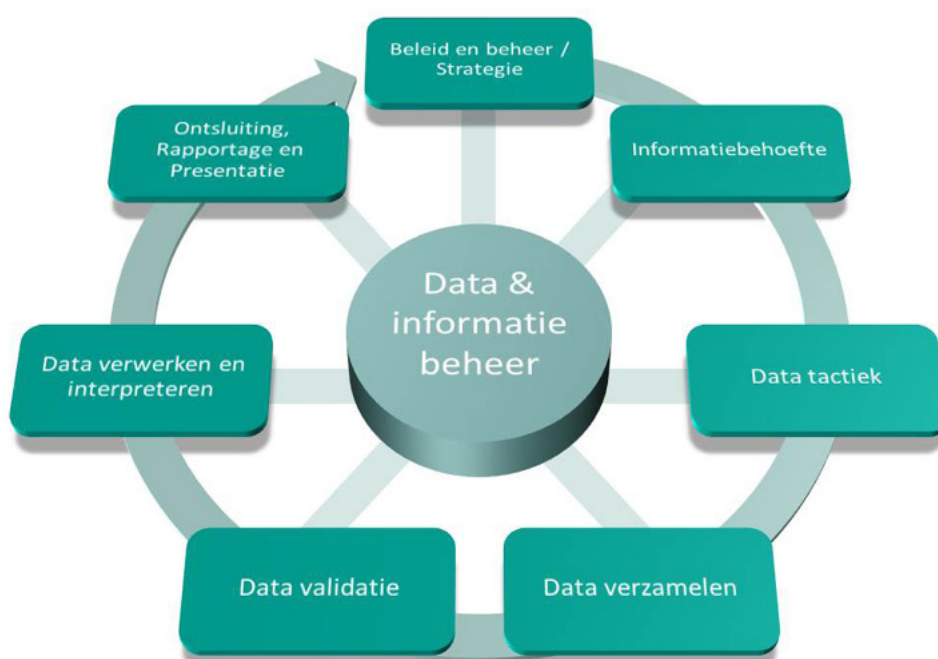 Beleid en beheer /
Strategie
Informatiebehoefte
Data tactiek
Data verzamelen
Data validatie
Data verwerken en
interpreteren
Ontsluiting,
Rapportage en
Presentatie
Data &
informatie
beheer